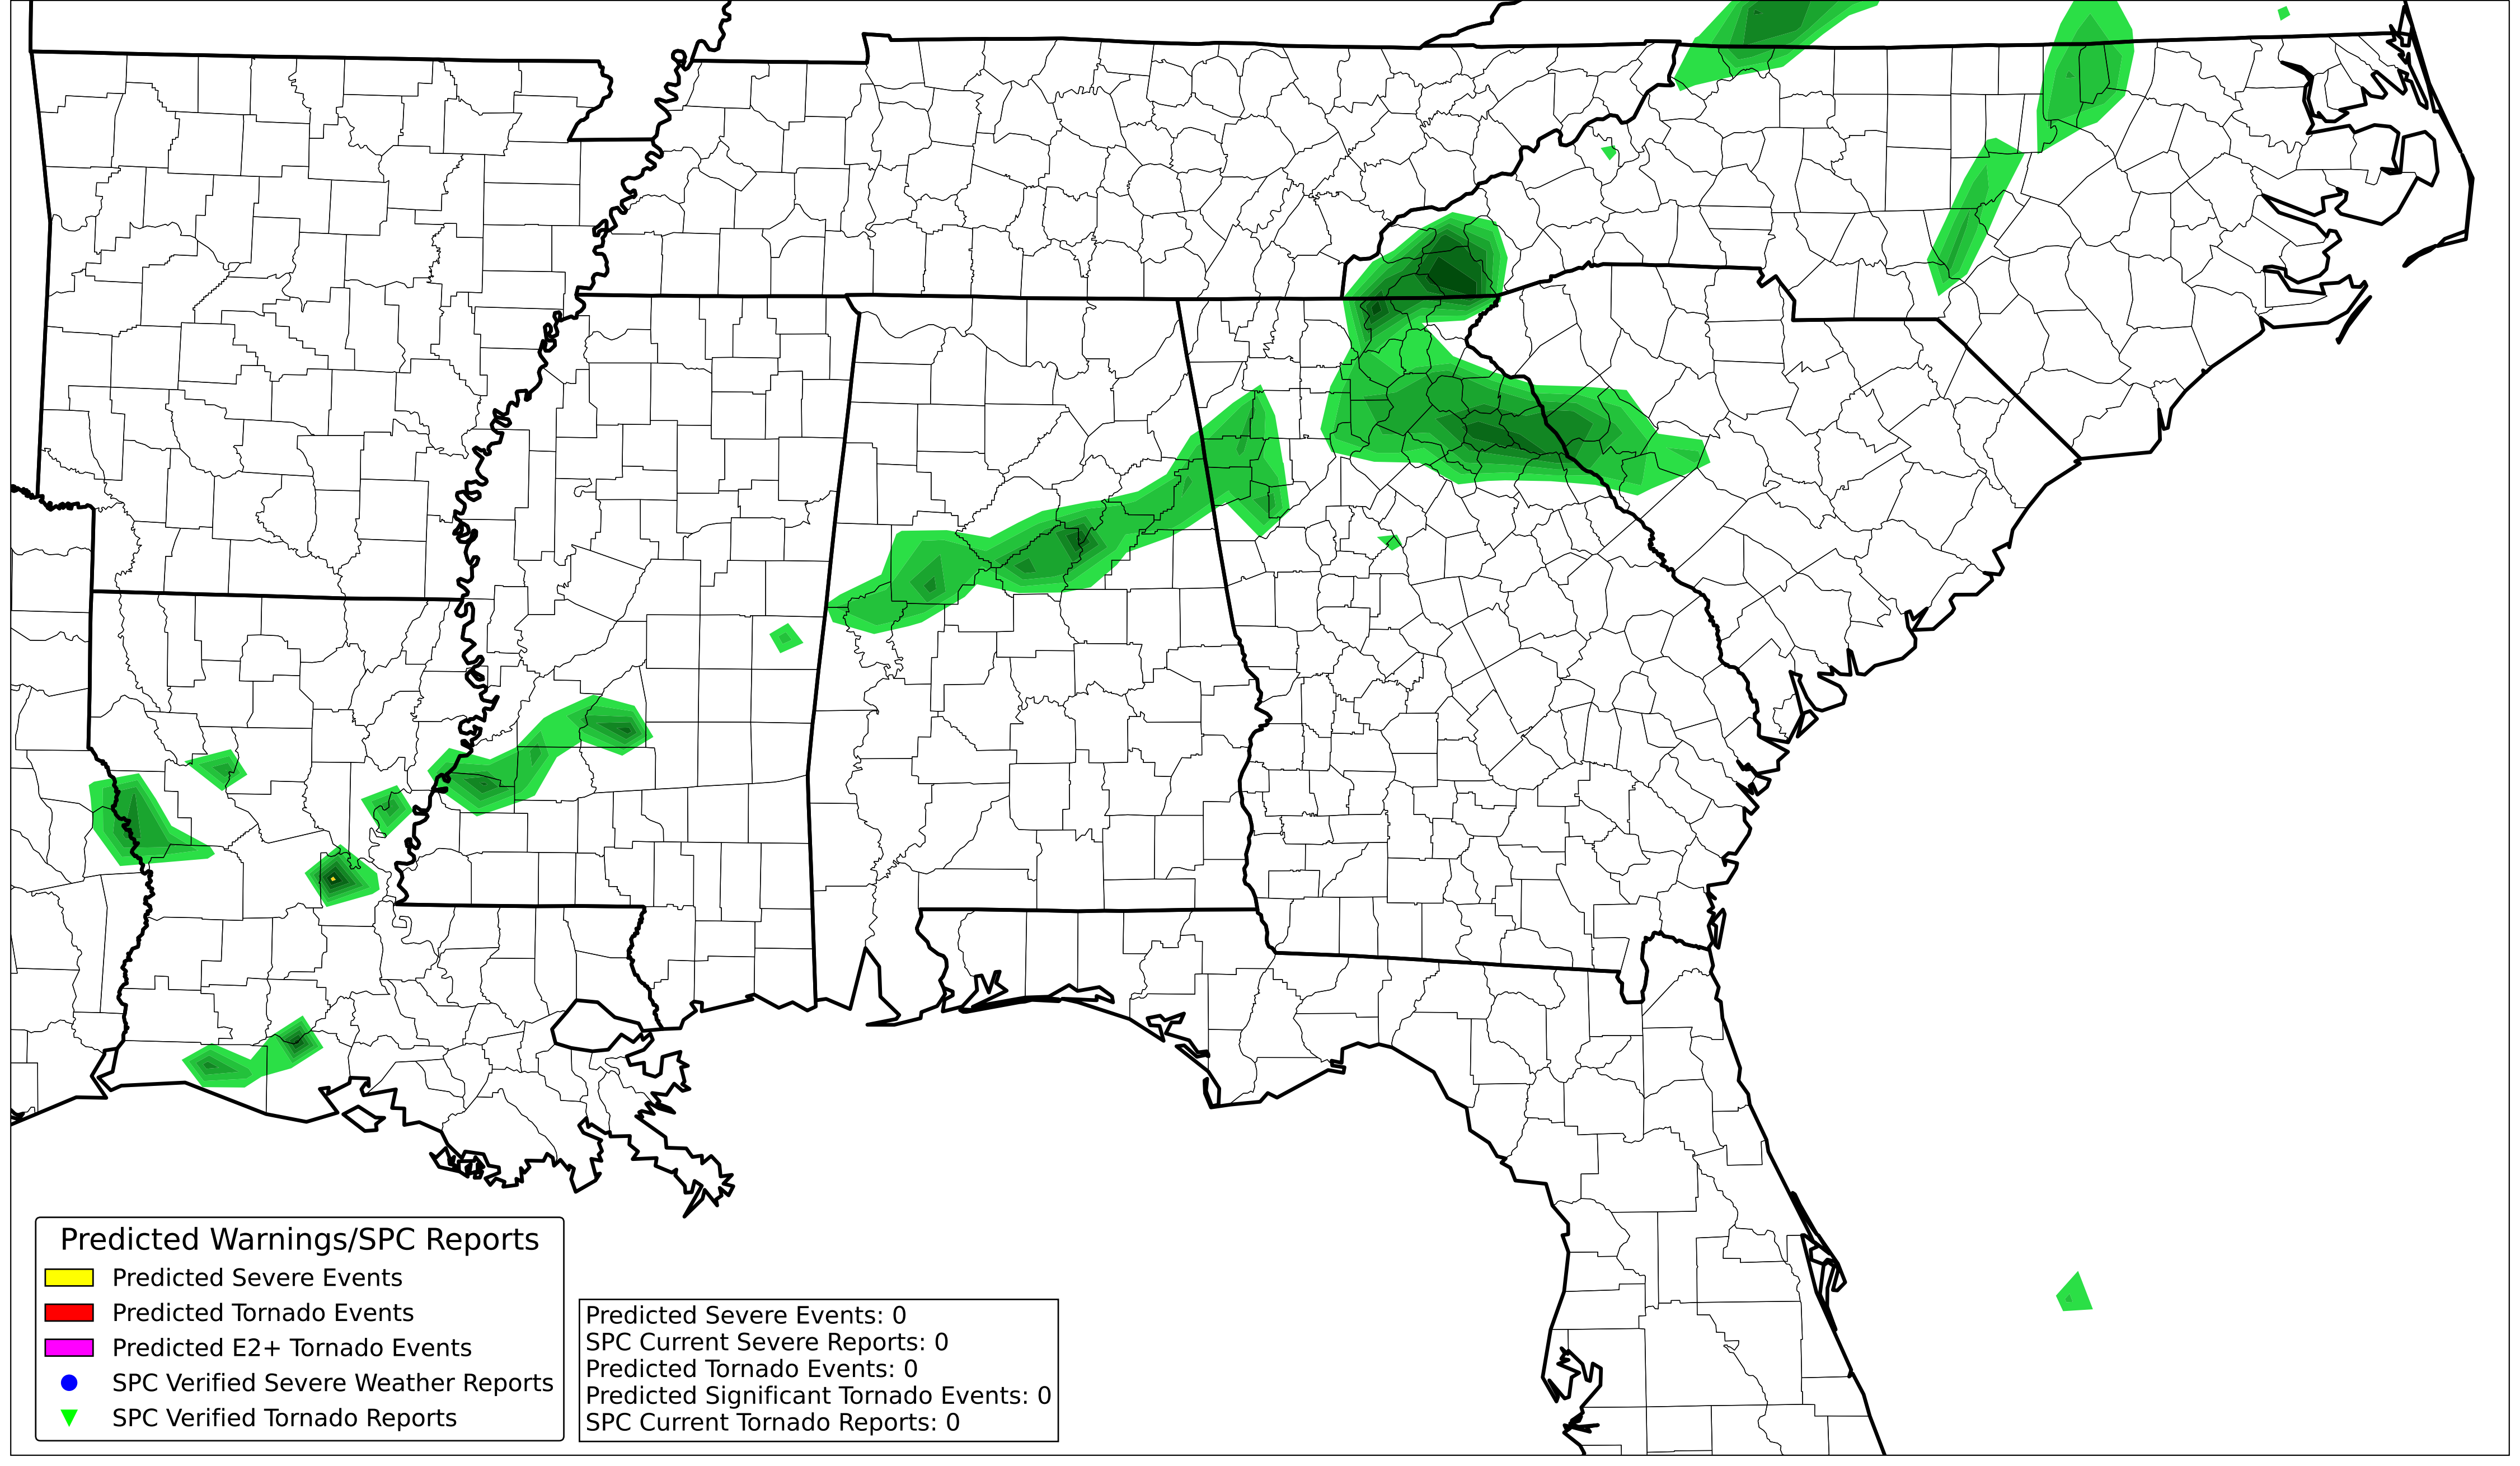 Predicted Warnings/SPC Reports
Predicted Severe Events
Predicted Tornado Events
Predicted E2+ Tornado Events
SPC Verified Severe Weather Reports
SPC Verified Tornado Reports
Predicted Severe Events: 0
SPC Current Severe Reports: 0
Predicted Tornado Events: 0
Predicted Significant Tornado Events: 0
SPC Current Tornado Reports: 0